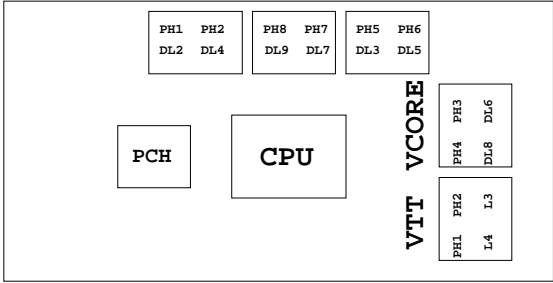 PH1 PH2
DL2 DL4
PH8 PH7
DL9 DL7
PH5 PH6
DL3 DL5
VCORE
PH3 DL6
PH4 DL8
PCH
CPU
VTT
PH2 L3
PH1 L4